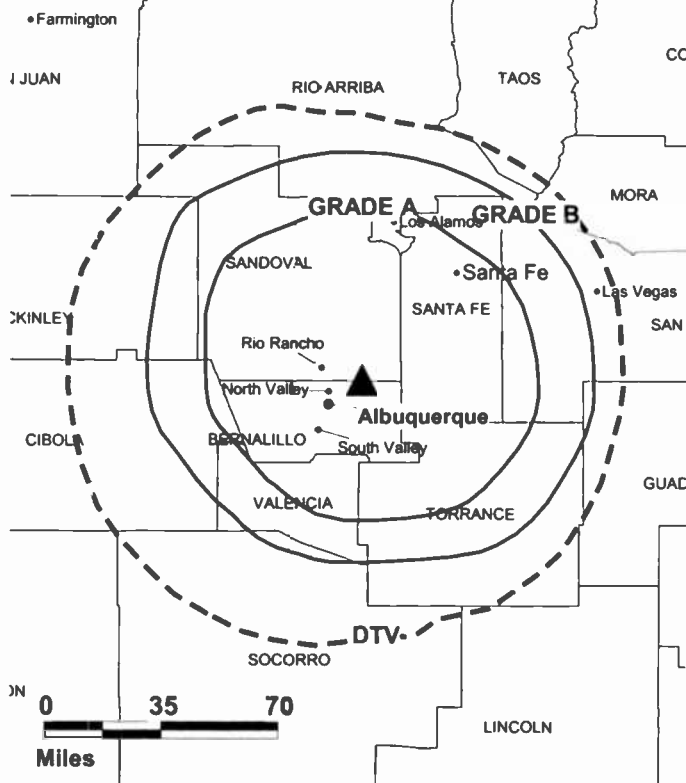 Farmington
CO
N JUAN
RIO ARRIBA
TAOS
MORA
GRADE A
GRADE B
Los Alamos
SANDOVAL
Santa Fe
Las Vegas
SANTA FE
CKINLEY
SAN
Rio Rancho
North Valley
Albuquerque
CIBOLA
BERNALILLO
South Valley
GUAD
VALENCIA
TORRANCE
DTV
SOCORRO
ON
0 35 70
LINCOLN
Miles